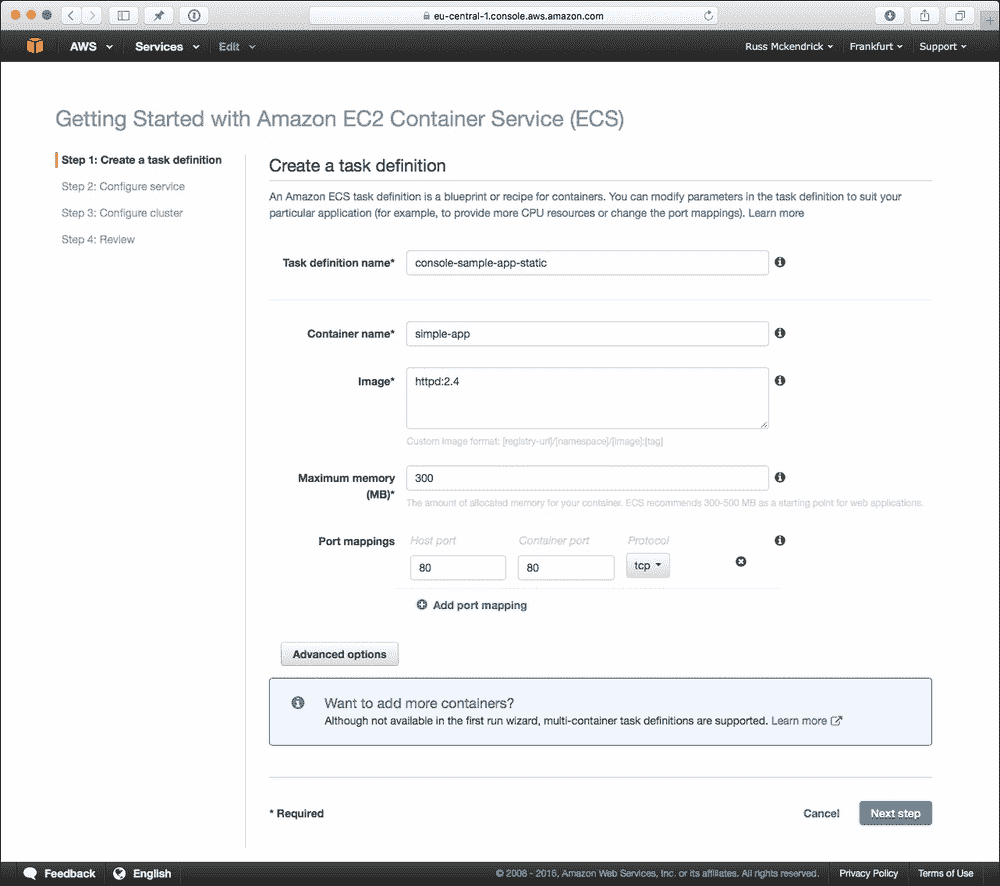 eu-central-1.console.aws.amazon.com
AWS Services Edit Russ Mckendrick Frankfurt Support
Getting Started with Amazon EC2 Container Service (ECS)
Step 1: Create a task definition
Step 2: Configure service
Step 3: Configure cluster
Step 4: Review
Create a task definition
An Amazon ECS task definition is a blueprint or recipe for containers. You can modify parameters in the task definition to suit your
particular application (for example, to provide more CPU resources or change the port mappings). Learn more
Task definition name* console-sample-app-static
Container name* simple-app
Image* httpd:2.4
Custom image format: [registry-url]/[namespace]/[image]:[tag]
Maximum memory 300
(MB)*
The amount of allocated memory for your container. ECS recommends 300-500 MB as a starting point for web applications.
Port mappings Host port Container port Protocol
80 80 tcp
Add port mapping
Advanced options
Want to add more containers?
Although not available in the first run wizard, multi-container task definitions are supported. Learn more
* Required Cancel Next step
Feedback English © 2008 - 2016, Amazon Web Services, Inc. or its affiliates. All rights reserved. Privacy Policy Terms of Use